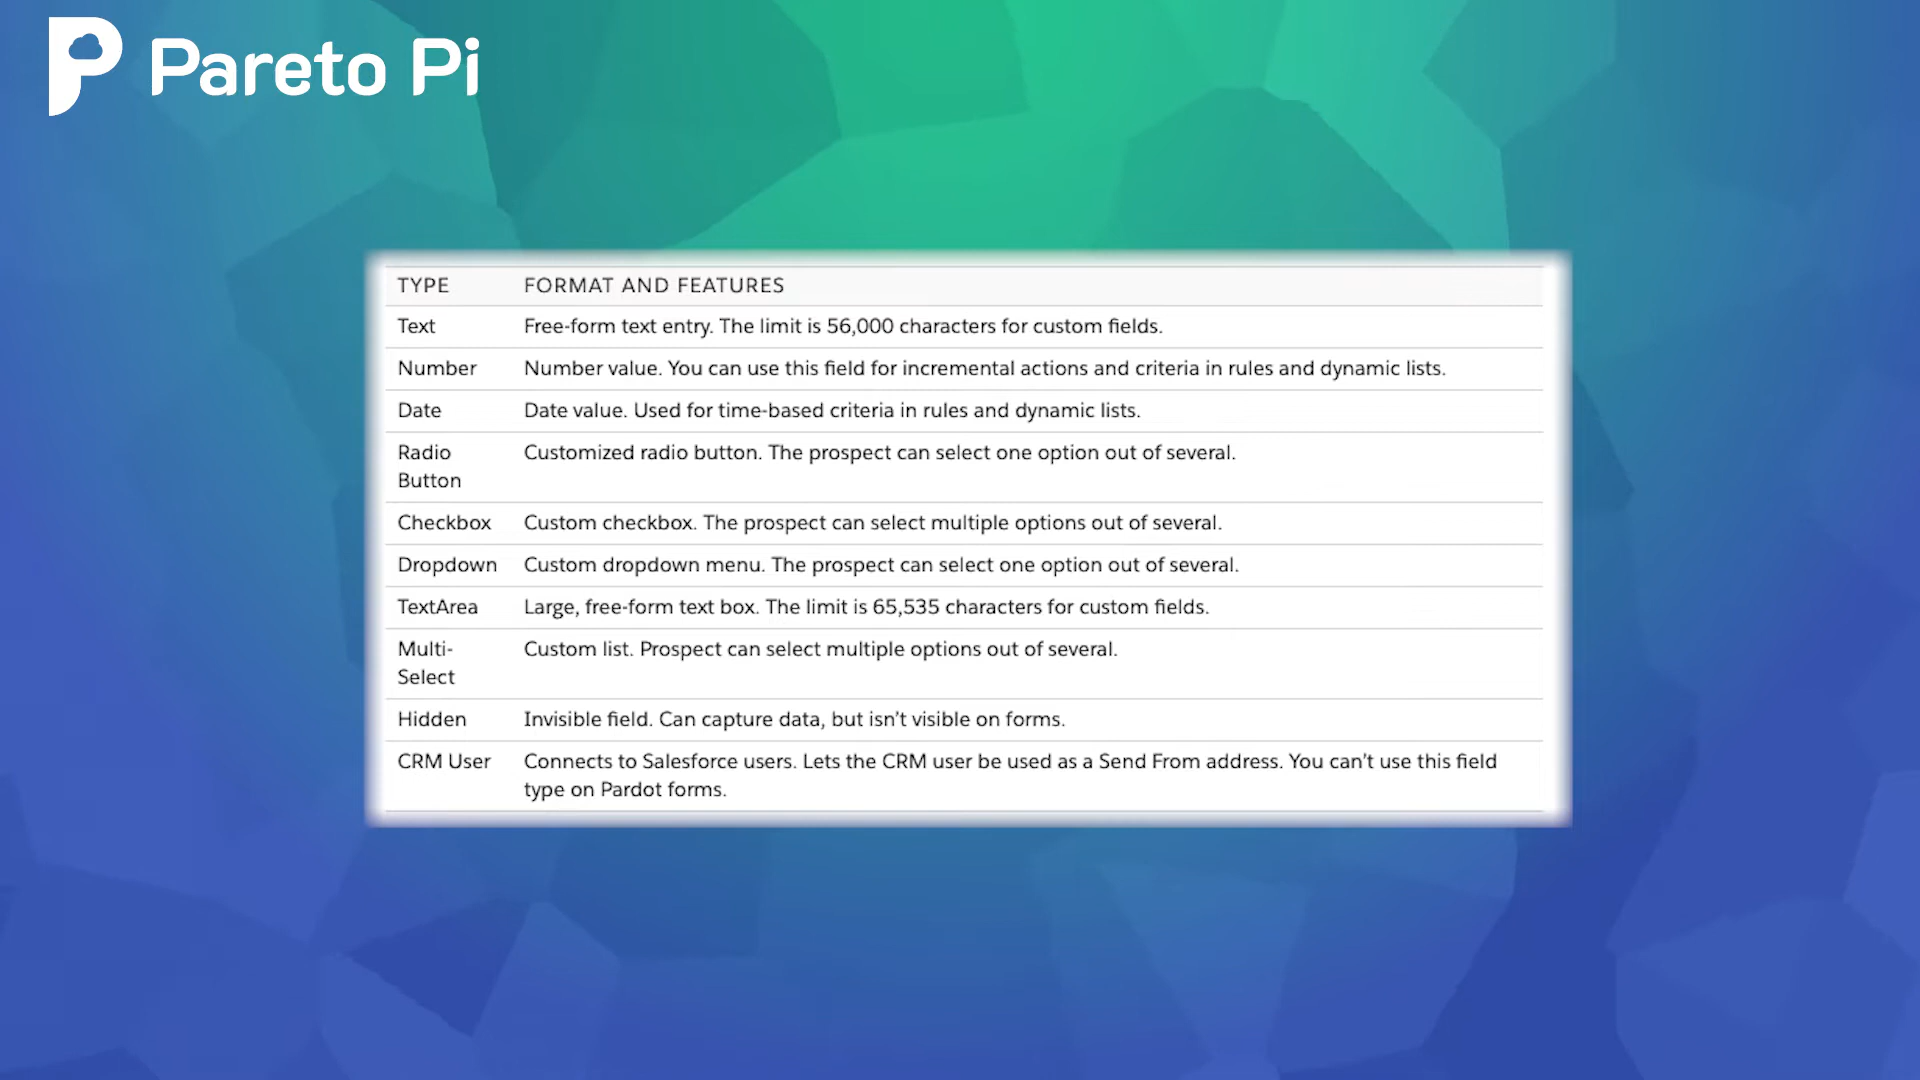 Pareto Pi
TYPE FORMAT AND FEATURES
Text Free-form text entry. The limit is 56,000 characters for custom fields.
Number Number value. You can use this field for incremental actions and criteria in rules and dynamic lists.
Date Date value. Used for time-based criteria in rules and dynamic lists.
Radio Customized radio button. The prospect can select one option out of several.
Button
Checkbox Custom checkbox. The prospect can select multiple options out of several.
Dropdown Custom dropdown menu. The prospect can select one option out of several.
TextArea Large, free-form text box. The limit is 65,535 characters for custom fields.
Multi- Custom list. Prospect can select multiple options out of several.
Select
Hidden Invisible field. Can capture data, but isn't visible on forms.
CRM User Connects to Salesforce users. Lets the CRM user be used as a Send From address. You can't use this field
type on Pardot forms.